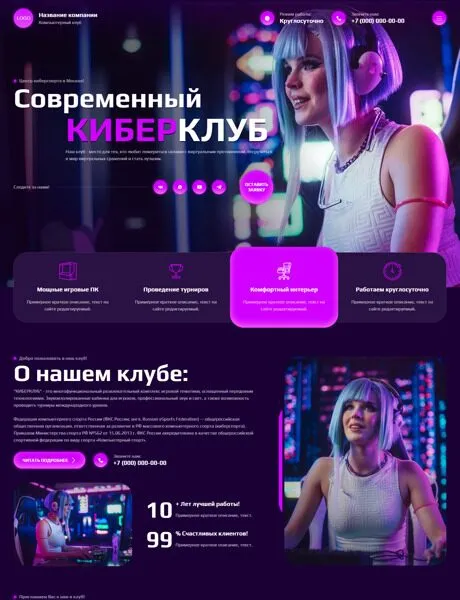 LOGO
Название компании
Компьютерный клуб
Режим работы:
Круглосуточно
Звоните нам:
+7 (000) 000-00-00
Центр киберспорта в Москве!
Современный
КИБЕРКЛУБ
Наш клуб - место для тех, кто любит помериться силами с виртуальным противником, погрузиться
в мир виртуальных сражений и стать лучшим.
Следите за нами!
ОСТАВИТЬ
ЗАЯВКУ
Мощные игровые ПК
Примерное краткое описание, текст на
сайте редактируемый.
Проведение турниров
Примерное краткое описание, текст на
сайте редактируемый.
Комфортный интерьер
Примерное краткое описание, текст на
сайте редактируемый.
Работаем круглосуточно
Примерное краткое описание, текст на
сайте редактируемый.
Добро пожаловать в наш клуб!
О нашем клубе:
"КИБЕРКЛУБ" - это многофункциональный развлекательный комплекс игровой тематики, оснащенный передовыми
технологиями. Звукоизолированные кабинки для игроков, профессиональный звук и свет, а также возможность
проводить турниры международного уровня.
Федерация компьютерного спорта России (ФКС России; англ. Russian eSports Federation) — общероссийская
общественная организация, ответственная за развитие в РФ массового компьютерного спорта (киберспорта).
Приказом Министерства спорта РФ №562 от 11.06.2013 г. ФКС России аккредитована в качестве общероссийской
спортивной федерации по виду спорта «Компьютерный спорт».
ЧИТАТЬ ПОДРОБНЕЕ
Звоните нам:
+7 (000) 000-00-00
10
+ Лет лучшей работы!
Примерное краткое описание, текст.
99
% Счастливых клиентов!
Примерное краткое описание, текст.
Приглашаем Вас к нам в клуб!